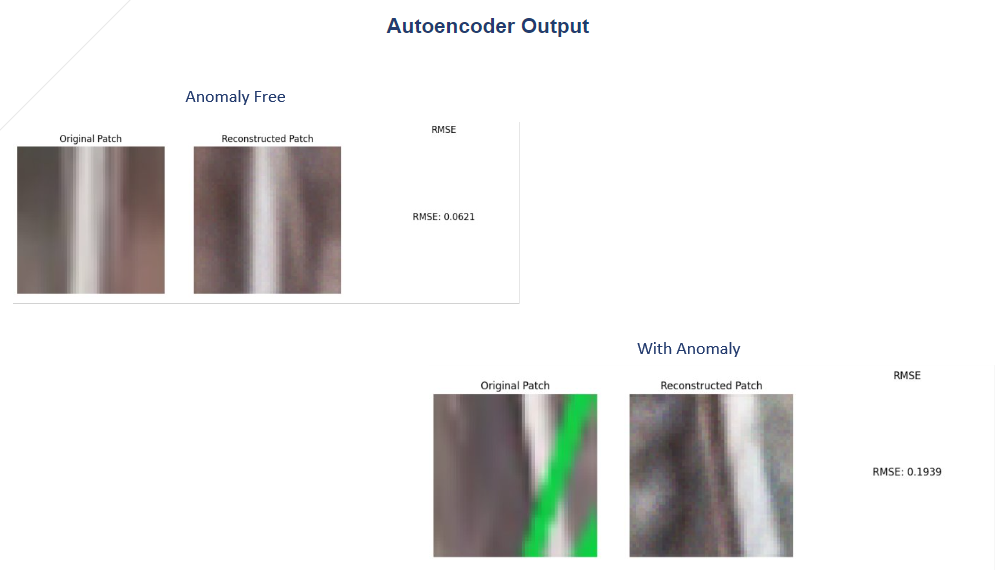 Autoencoder Output
Anomaly Free
Original Patch
Reconstructed Patch
RMSE
RMSE: 0.0621
With Anomaly
Original Patch
Reconstructed Patch
RMSE
RMSE: 0.1939